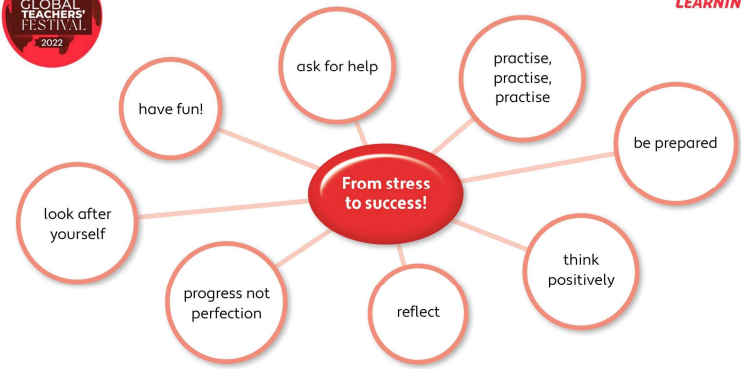 GLOBAL
TEACHERS'
FESTIVAL
2022
ask for help
practise,
practise,
practise
have fun!
be prepared
From stress
to success!
look after
yourself
think
positively
progress not
perfection
reflect